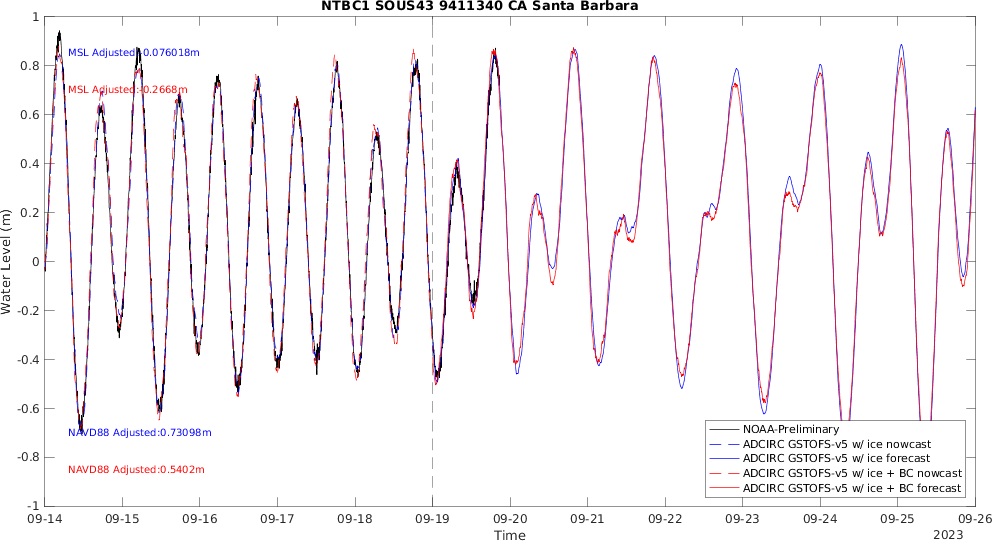 NTBC1 SOUS43 9411340 CA Santa Barbara
1
0.8
0.6
0.4
0.2
0
-0.2
-0.4
-0.6
-0.8
-1
Water Level (m)
MSL Adjusted:-0.076018m
MSL Adjusted:-0.2668m
NAVD88 Adjusted:0.73098m
NAVD88 Adjusted:0.5402m
NOAA-Preliminary
ADCIRC GSTOFS-v5 w/ ice nowcast
ADCIRC GSTOFS-v5 w/ ice forecast
ADCIRC GSTOFS-v5 w/ ice + BC nowcast
ADCIRC GSTOFS-v5 w/ ice + BC forecast
09-14 09-15 09-16 09-17 09-18 09-19 09-20 09-21 09-22 09-23 09-24 09-25 09-26
Time
2023